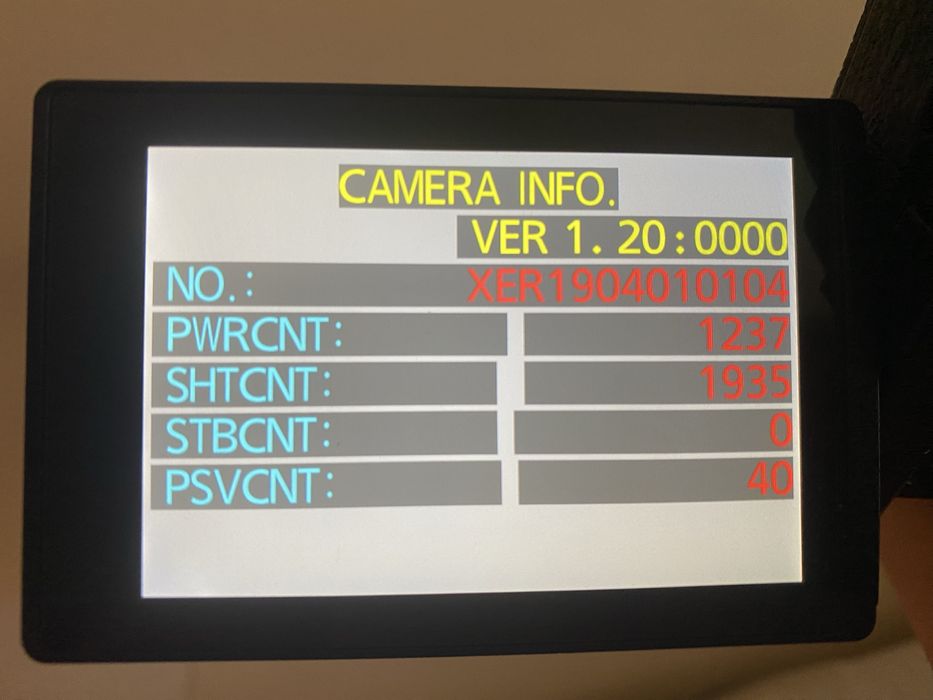 CAMERA INFO.
VER 1. 20:0000
NO.: XER1904010104
PWRCNT: 1237
SHTCNT: 1935
STBCNT: 0
PSVCNT: 40